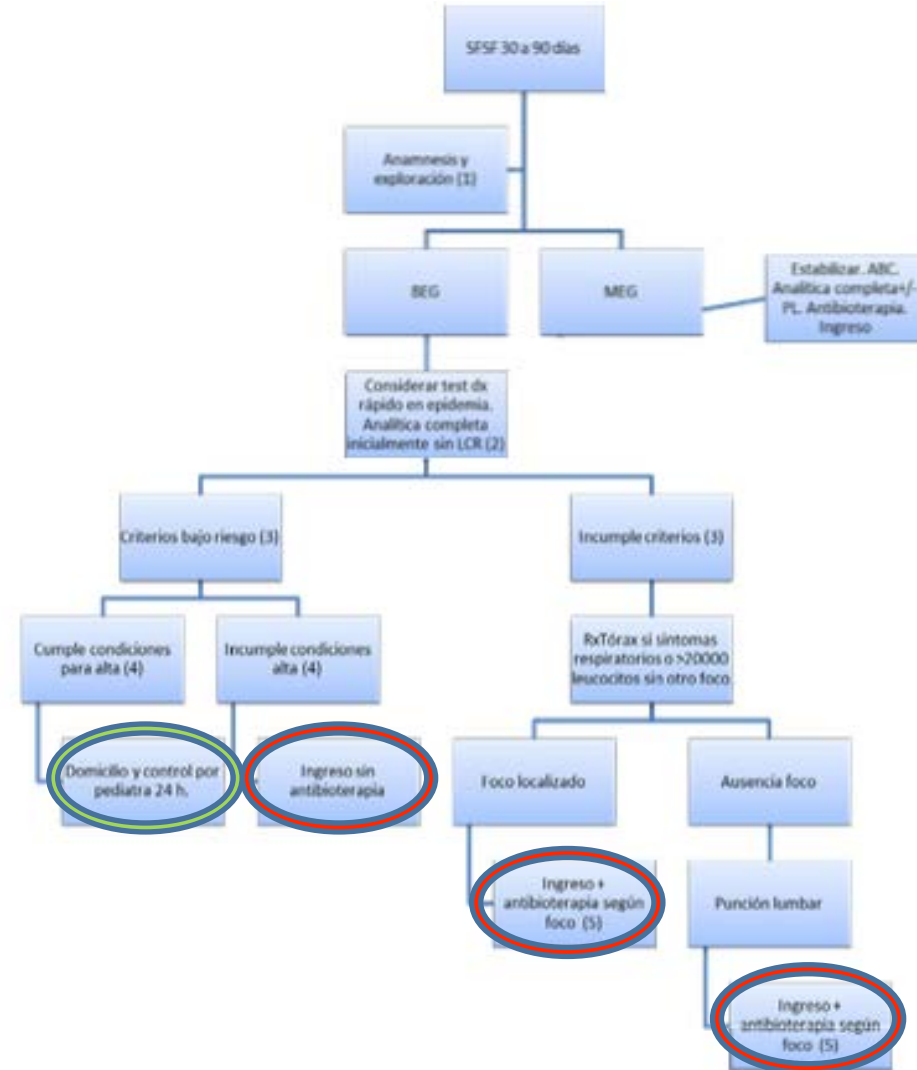 SFSF 30 a 90 días
Anamnesis y
exploración (1)
BEG
MEG
Estabilizar. ABC.
Analítica completa+/-
PL. Antibioterapia.
Ingreso
Considerar test dx
rápido en epidemia.
Analítica completa
inicialmente sin LCR (2)
Criterios bajo riesgo (3)
Incumple criterios (3)
Cumple condiciones
para alta (4)
Incumple condiciones
alta (4)
RxTórax si síntomas
respiratorios o >20000
leucocitos sin otro foco
Domicilio y control por
pediatra 24 h.
Ingreso sin
antibioterapia
Foco localizado
Ausencia foco
Ingreso +
antibioterapia según
foco (5)
Punción lumbar
Ingreso +
antibioterapia según
foco (5)